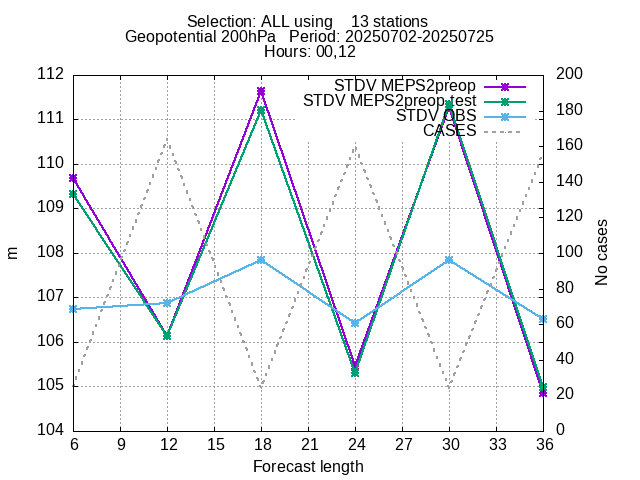 Selection: ALL using    13 stations
Geopotential 200hPa   Period: 20250702-20250725
Hours: 00,12
112
111
110
109
108
107
106
105
104
m
STDV MEPS2preop
STDV MEPS2preop_test
STDV OBS
CASES
200
180
160
140
120
100
80
60
40
20
0
No cases
6 9 12 15 18 21 24 27 30 33 36
Forecast length